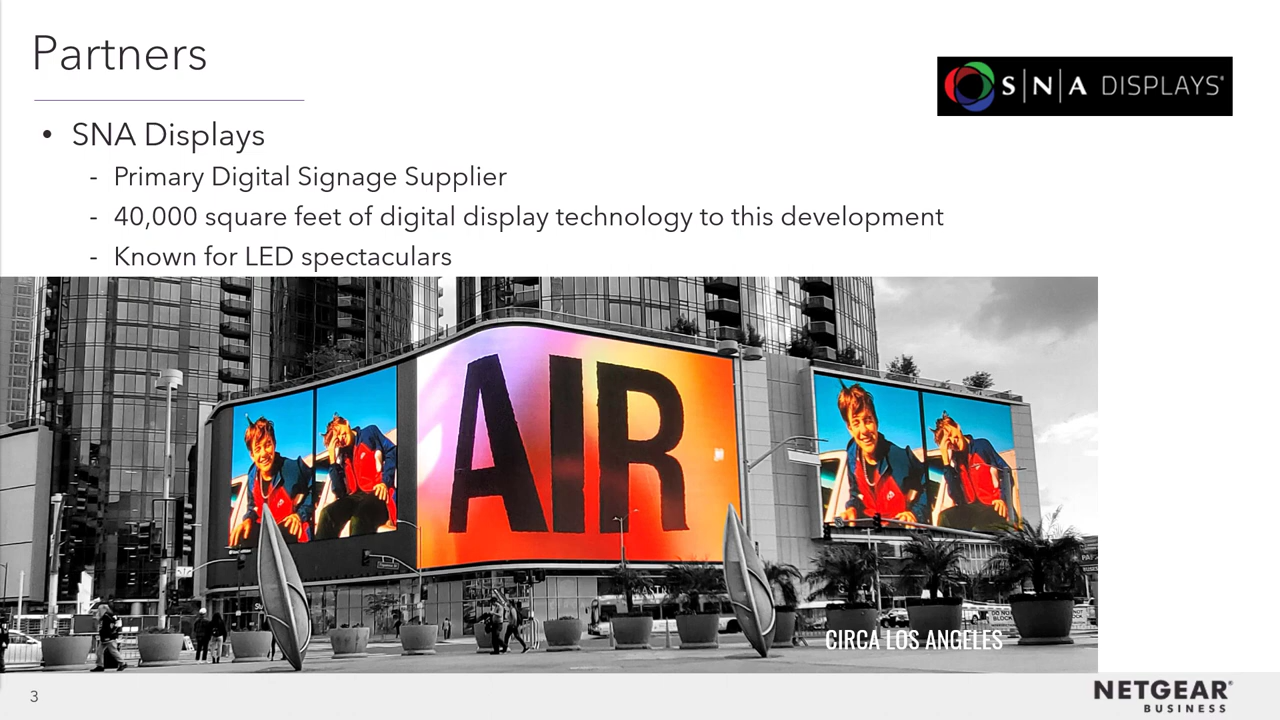 Partners
S|N|A DISPLAYS®
• SNA Displays
- Primary Digital Signage Supplier
- 40,000 square feet of digital display technology to this development
- Known for LED spectaculars
AIR
CIRCA LOS ANGELES
3
NETGEAR®
BUSINESS